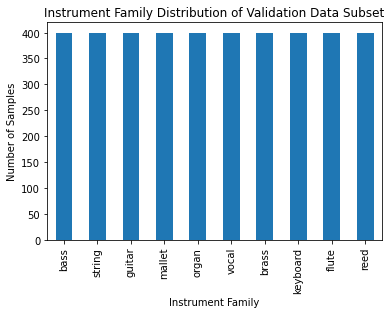 Instrument Family Distribution of Validation Data Subset
400
350
300
250
200
150
100
50
0
Number of Samples
bass
string
guitar
mallet
organ
vocal
brass
keyboard
flute
reed
Instrument Family